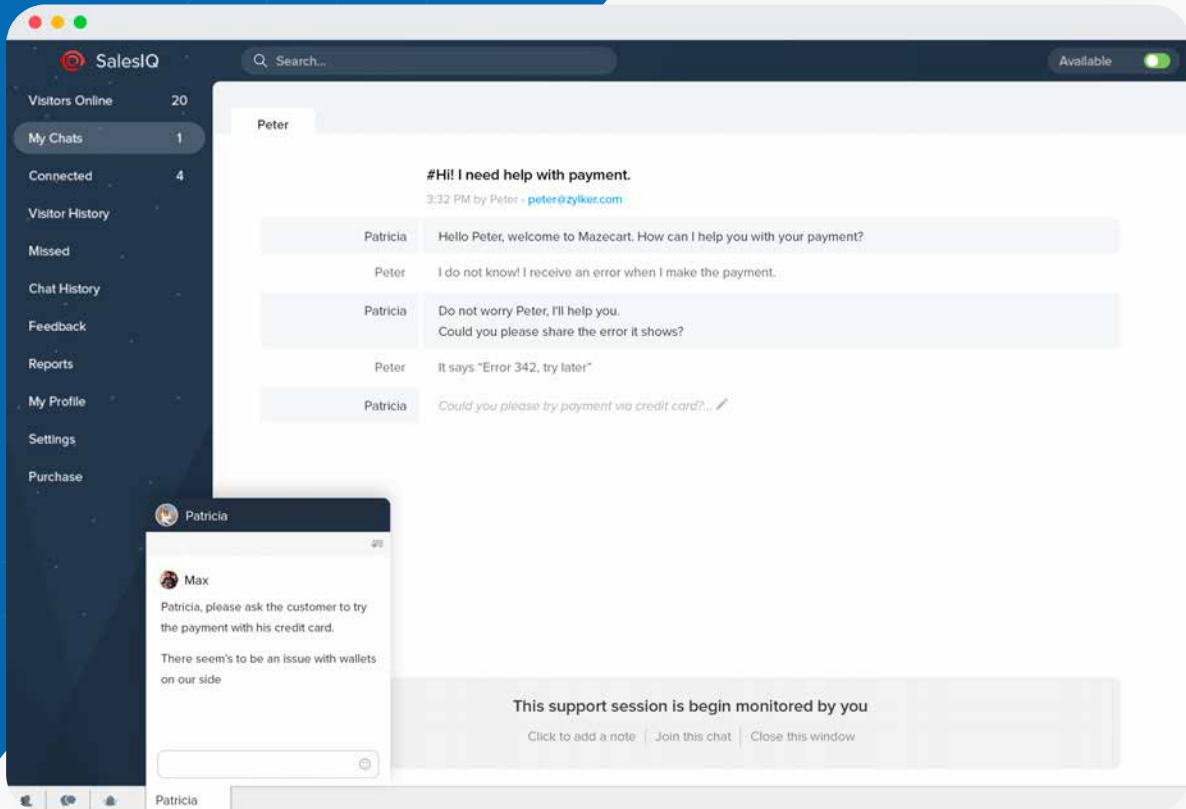 SalesIQ
Search...
Available
Visitors Online 20
My Chats 1
Connected 4
Visitor History
Missed
Chat History
Feedback
Reports
My Profile
Settings
Purchase
Peter
#Hi! I need help with payment.
3:32 PM by Peter - peter@zylker.com
Patricia Hello Peter, welcome to Mazecart. How can I help you with your payment?
Peter I do not know! I receive an error when I make the payment.
Patricia Do not worry Peter, I'll help you.
Could you please share the error it shows?
Peter It says “Error 342, try later”
Patricia Could you please try payment via credit card?...
Patricia
Max
Patricia, please ask the customer to try
the payment with his credit card.
There seem's to be an issue with wallets
on our side
This support session is begin monitored by you
Click to add a note | Join this chat | Close this window
Patricia